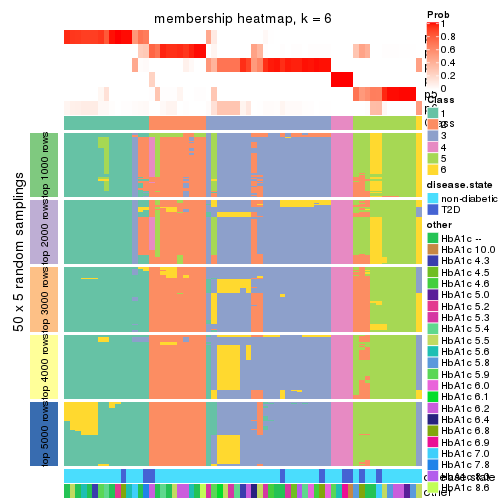 membership heatmap, k = 6
50 x 5 random samplings
top 1000 rows
top 2000 rows
top 3000 rows
top 4000 rows
top 5000 rows
Prob
1
0.8
0.6
0.4
0.2
0
Class
1
2
3
4
5
6
disease.state
non-diabetic
T2D
other
HbA1c --
HbA1c 10.0
HbA1c 4.3
HbA1c 4.5
HbA1c 4.6
HbA1c 5.0
HbA1c 5.2
HbA1c 5.3
HbA1c 5.4
HbA1c 5.5
HbA1c 5.6
HbA1c 5.8
HbA1c 5.9
HbA1c 6.0
HbA1c 6.1
HbA1c 6.2
HbA1c 6.4
HbA1c 6.8
HbA1c 6.9
HbA1c 7.0
HbA1c 7.8
HbA1c 8.6
other